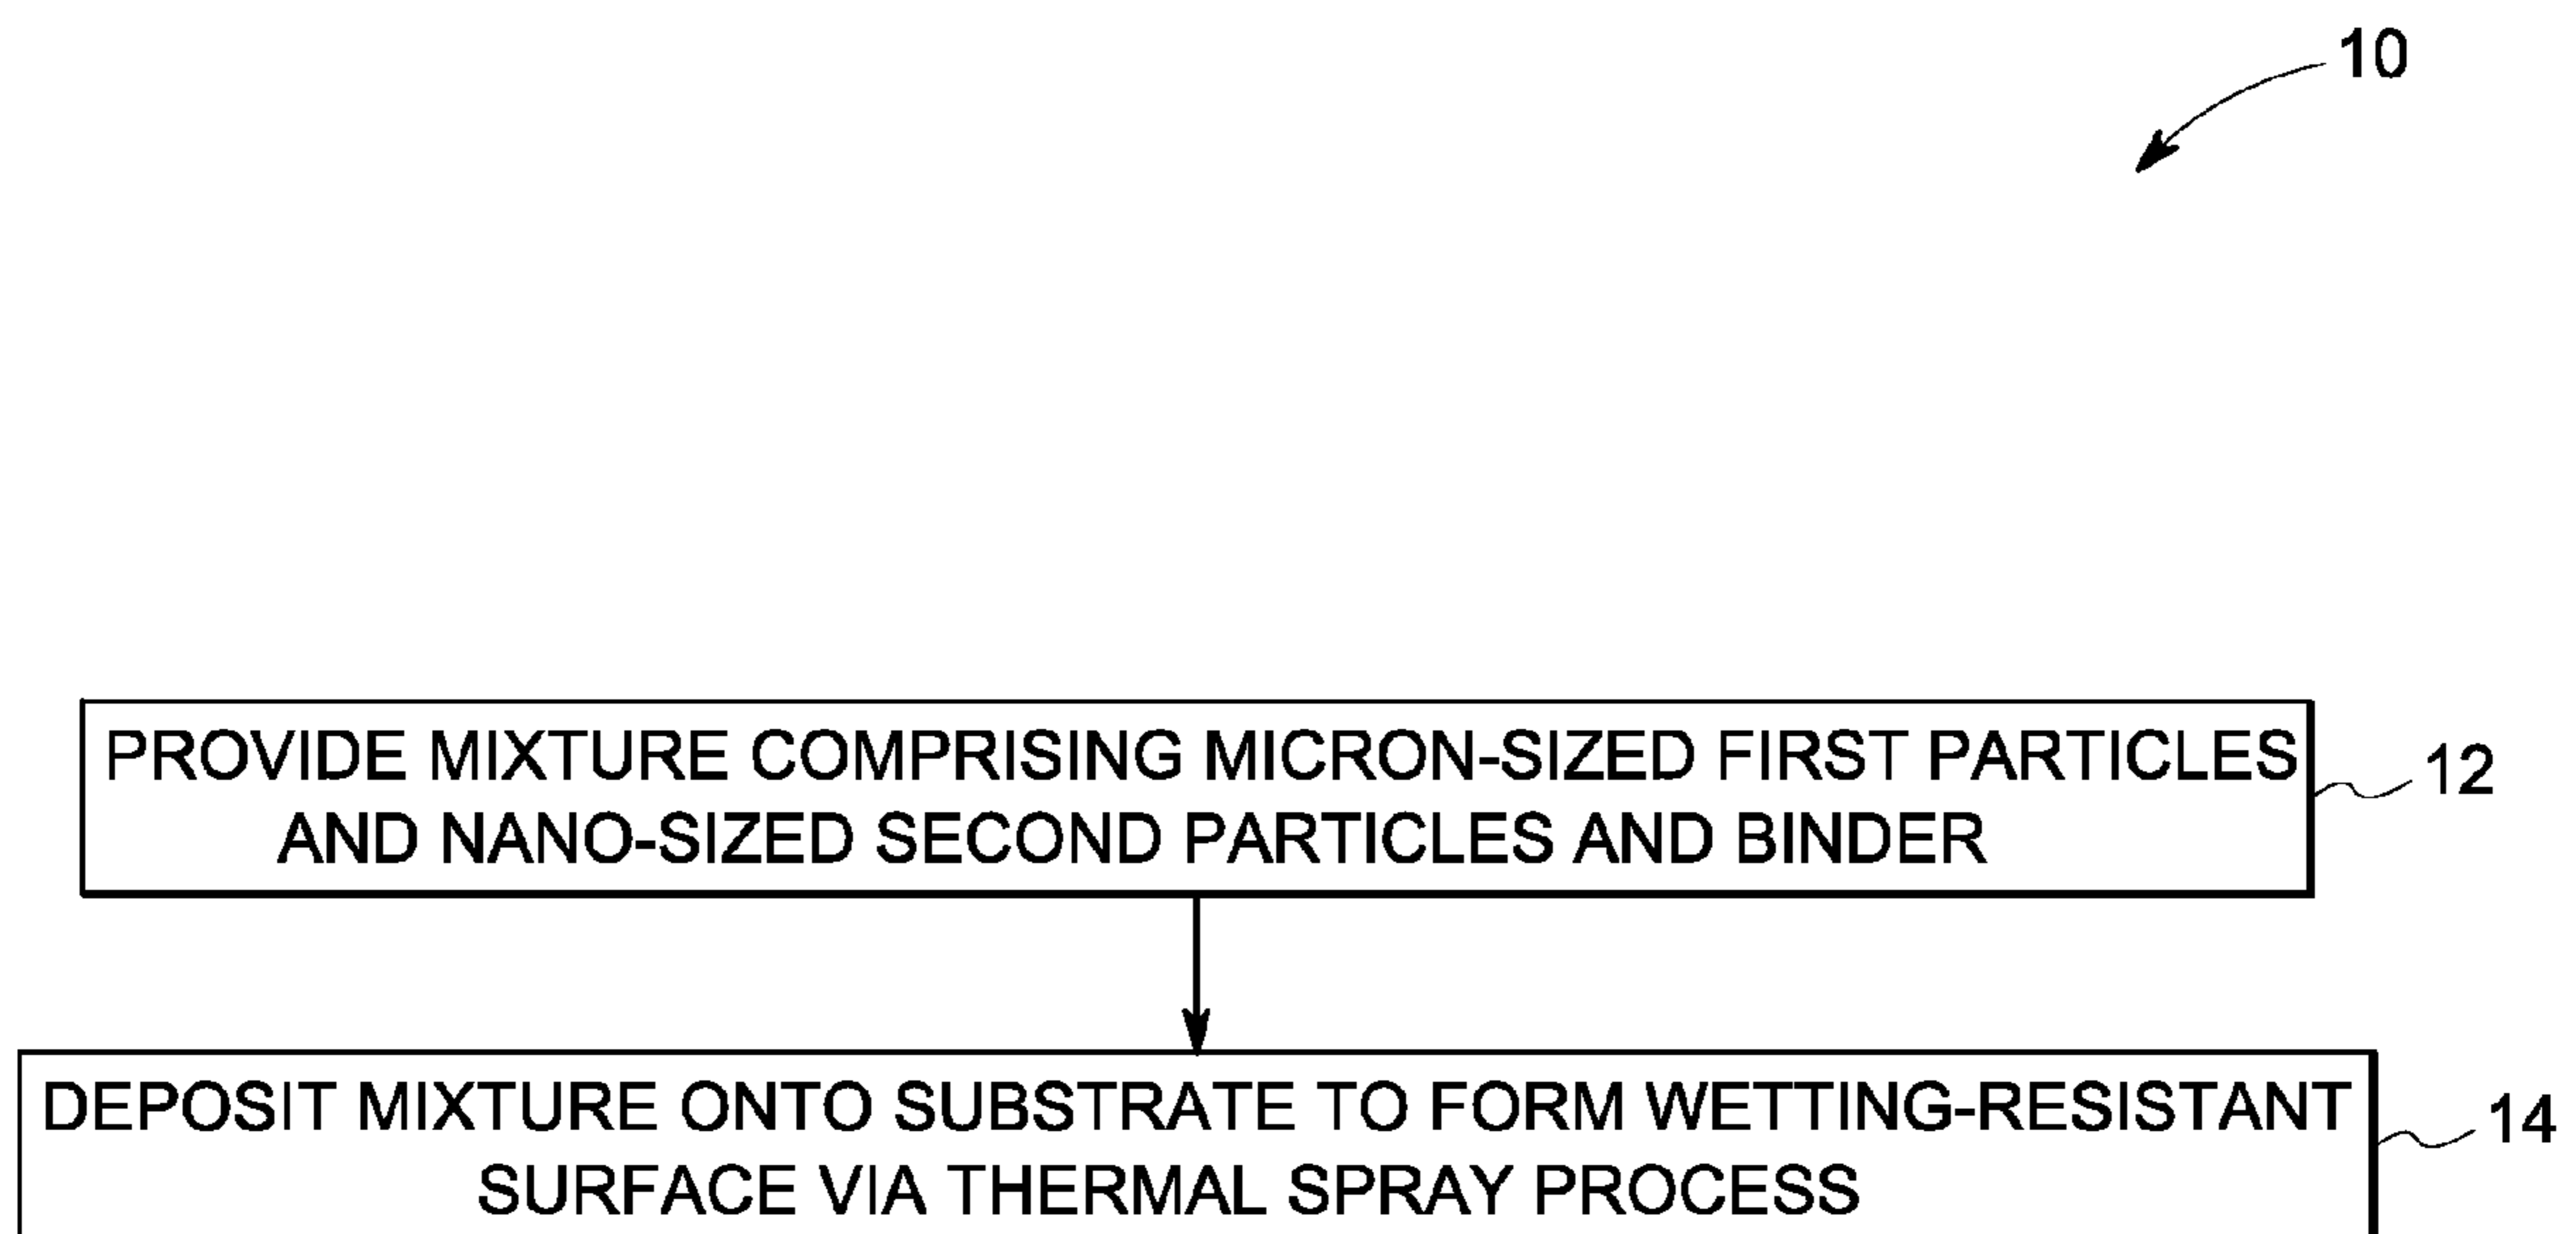 10
PROVIDE MIXTURE COMPRISING MICRON-SIZED FIRST PARTICLES
AND NANO-SIZED SECOND PARTICLES AND BINDER
12
DEPOSIT MIXTURE ONTO SUBSTRATE TO FORM WETTING-RESISTANT
SURFACE VIA THERMAL SPRAY PROCESS
14